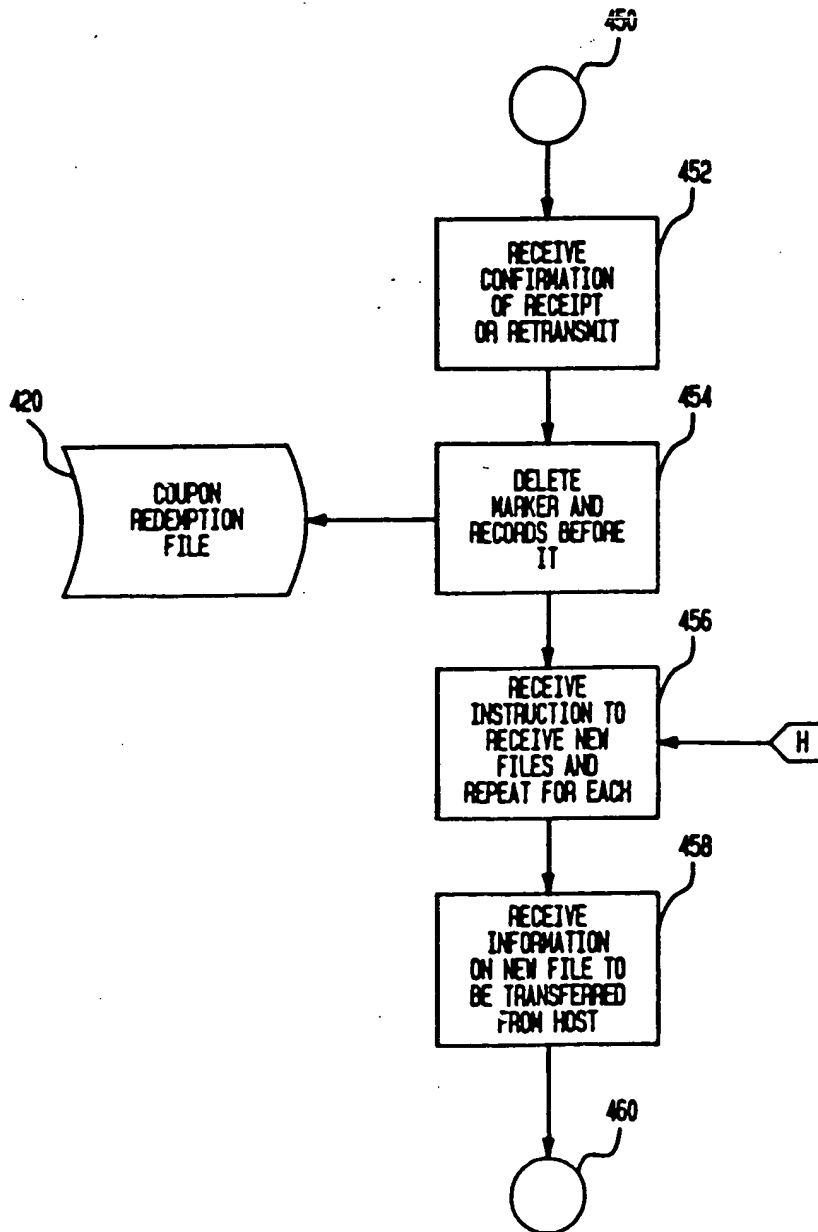 450
452
RECEIVE
CONFIRMATION
OF RECEIPT
OR RETRANSMIT
420
COUPON
REDEMPTION
FILE
454
DELETE
MARKER AND
RECORDS BEFORE
IT
456
RECEIVE
INSTRUCTION TO
RECEIVE NEW
FILES AND
REPEAT FOR EACH
H
458
RECEIVE
INFORMATION
ON NEW FILE TO
BE TRANSFERRED
FROM HOST
460